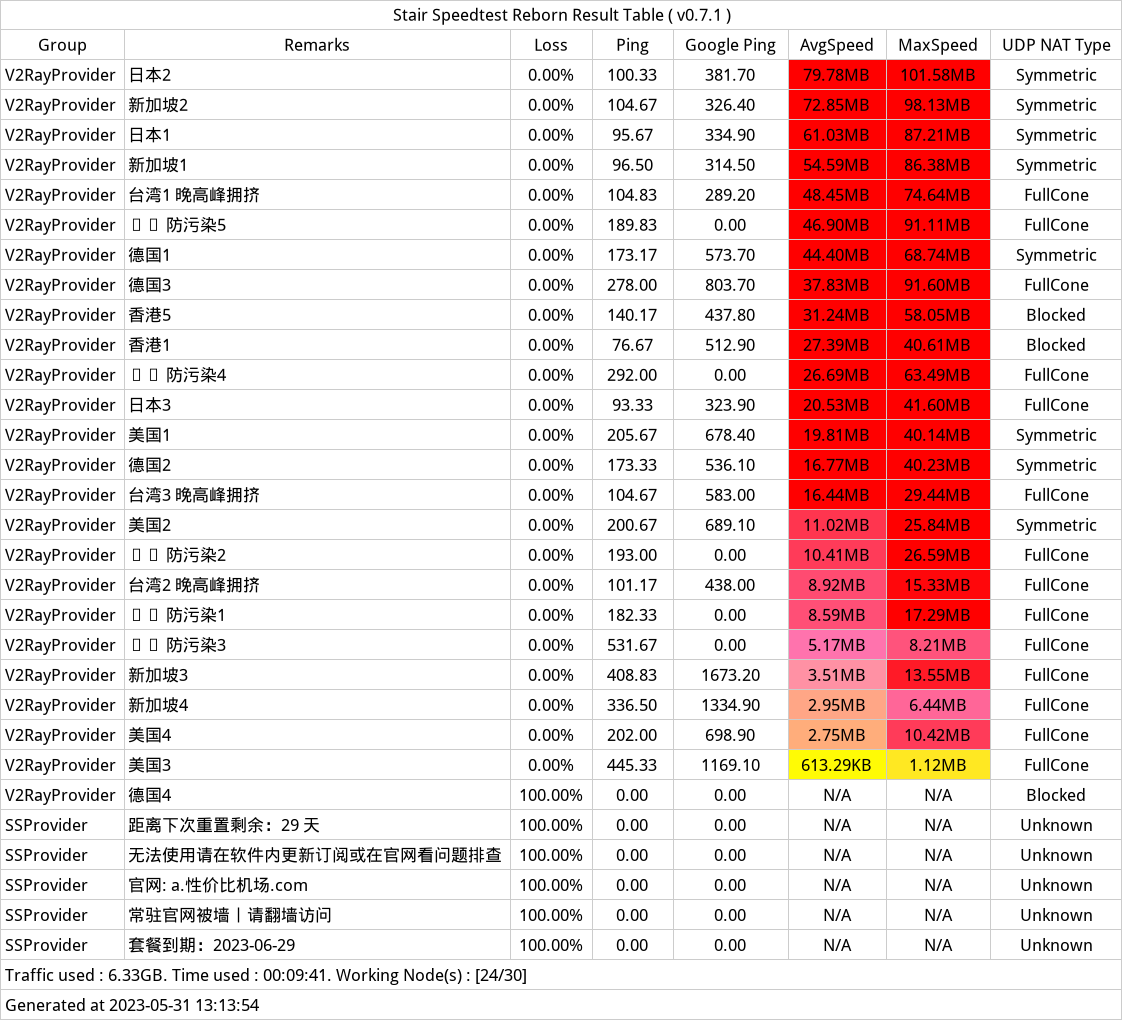 Stair Speedtest Reborn Result Table ( v0.7.1 )
Group Remarks Loss Ping Google Ping AvgSpeed MaxSpeed UDP NAT Type
V2RayProvider 日本2 0.00% 100.33 381.70 79.78MB 101.58MB Symmetric
V2RayProvider 新加坡2 0.00% 104.67 326.40 72.85MB 98.13MB Symmetric
V2RayProvider 日本1 0.00% 95.67 334.90 61.03MB 87.21MB Symmetric
V2RayProvider 新加坡1 0.00% 96.50 314.50 54.59MB 86.38MB Symmetric
V2RayProvider 台湾1 晚高峰拥挤 0.00% 104.83 289.20 48.45MB 74.64MB FullCone
V2RayProvider 防污染5 0.00% 189.83 0.00 46.90MB 91.11MB FullCone
V2RayProvider 德国1 0.00% 173.17 573.70 44.40MB 68.74MB Symmetric
V2RayProvider 德国3 0.00% 278.00 803.70 37.83MB 91.60MB FullCone
V2RayProvider 香港5 0.00% 140.17 437.80 31.24MB 58.05MB Blocked
V2RayProvider 香港1 0.00% 76.67 512.90 27.39MB 40.61MB Blocked
V2RayProvider 防污染4 0.00% 292.00 0.00 26.69MB 63.49MB FullCone
V2RayProvider 日本3 0.00% 93.33 323.90 20.53MB 41.60MB FullCone
V2RayProvider 美国1 0.00% 205.67 678.40 19.81MB 40.14MB Symmetric
V2RayProvider 德国2 0.00% 173.33 536.10 16.77MB 40.23MB Symmetric
V2RayProvider 台湾3 晚高峰拥挤 0.00% 104.67 583.00 16.44MB 29.44MB FullCone
V2RayProvider 美国2 0.00% 200.67 689.10 11.02MB 25.84MB Symmetric
V2RayProvider 防污染2 0.00% 193.00 0.00 10.41MB 26.59MB FullCone
V2RayProvider 台湾2 晚高峰拥挤 0.00% 101.17 438.00 8.92MB 15.33MB FullCone
V2RayProvider 防污染1 0.00% 182.33 0.00 8.59MB 17.29MB FullCone
V2RayProvider 防污染3 0.00% 531.67 0.00 5.17MB 8.21MB FullCone
V2RayProvider 新加坡3 0.00% 408.83 1673.20 3.51MB 13.55MB FullCone
V2RayProvider 新加坡4 0.00% 336.50 1334.90 2.95MB 6.44MB FullCone
V2RayProvider 美国4 0.00% 202.00 698.90 2.75MB 10.42MB FullCone
V2RayProvider 美国3 0.00% 445.33 1169.10 613.29KB 1.12MB FullCone
V2RayProvider 德国4 100.00% 0.00 0.00 N/A N/A Blocked
SSProvider 距离下次重置剩余：29 天 100.00% 0.00 0.00 N/A N/A Unknown
SSProvider 无法使用请在软件内更新订阅或在官网看问题排查 100.00% 0.00 0.00 N/A N/A Unknown
SSProvider 官网: a.性价比机场.com 100.00% 0.00 0.00 N/A N/A Unknown
SSProvider 常驻官网被墙丨请翻墙访问 100.00% 0.00 0.00 N/A N/A Unknown
SSProvider 套餐到期：2023-06-29 100.00% 0.00 0.00 N/A N/A Unknown
Traffic used : 6.33GB. Time used : 00:09:41. Working Node(s) : [24/30]
Generated at 2023-05-31 13:13:54